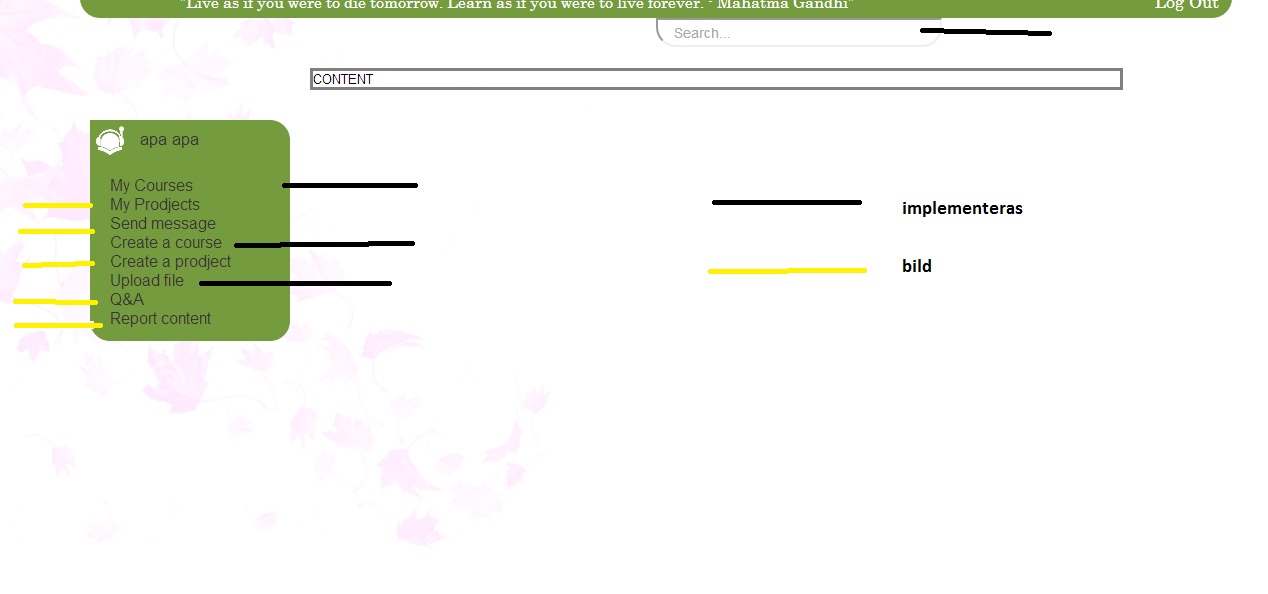 "Live as if you were to die tomorrow. Learn as if you were to live forever. - Mahatma Gandhi"
Log Out
Search...
CONTENT
apa apa
My Courses
My Prodjects
Send message
Create a course
Create a prodject
Upload file
Q&A
Report content
implementeras
bild